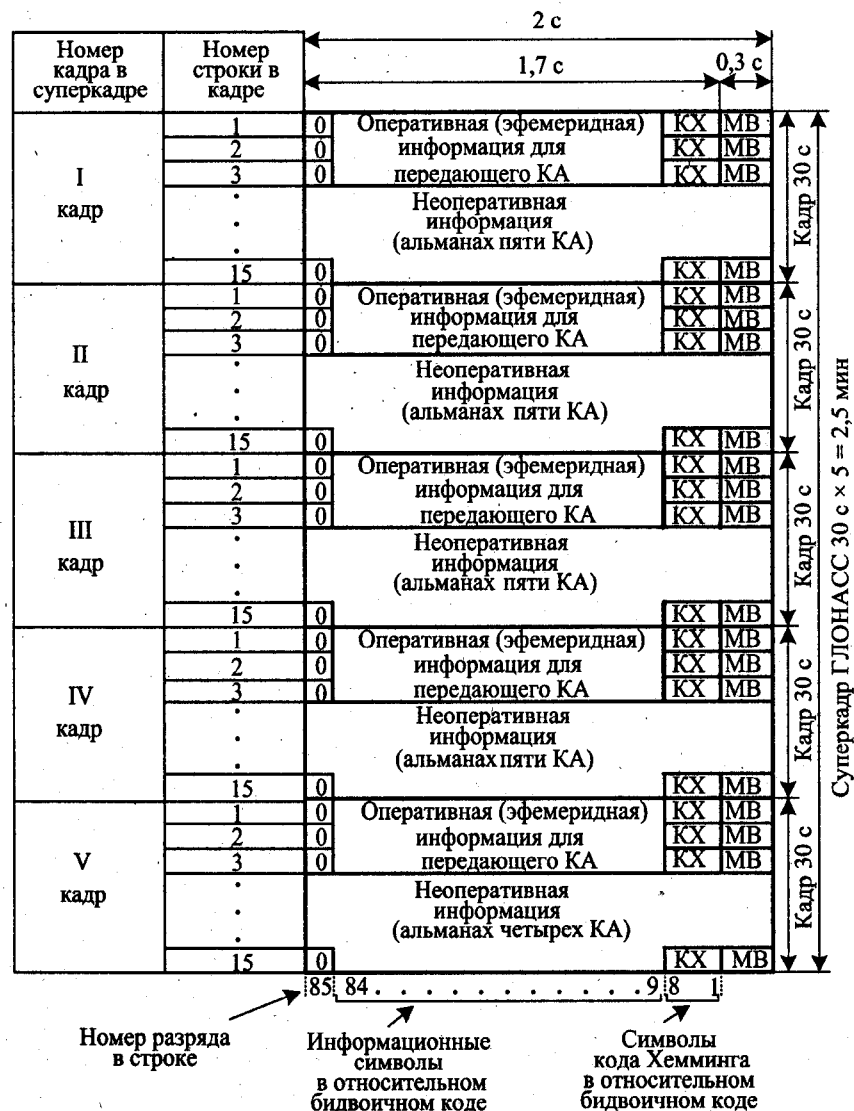 2 с
Номер кадра в суперкадре
Номер строки в кадре
1,7 с
0,3 с
I кадр
1 0 Оперативная (эфемеридная) КХ МВ
2 0 информация для КХ МВ
3 0 передающего КА КХ МВ
. Неоперативная
. информация
. (альманах пяти КА)
15 0 КХ МВ
Кадр 30 с
II кадр
1 0 Оперативная (эфемеридная) КХ МВ
2 0 информация для КХ МВ
3 0 передающего КА КХ МВ
. Неоперативная
. информация
. (альманах пяти КА)
15 0 КХ МВ
Кадр 30 с
III кадр
1 0 Оперативная (эфемеридная) КХ МВ
2 0 информация для КХ МВ
3 0 передающего КА КХ МВ
. Неоперативная
. информация
. (альманах пяти КА)
15 0 КХ МВ
Кадр 30 с
IV кадр
1 0 Оперативная (эфемеридная) КХ МВ
2 0 информация для КХ МВ
3 0 передающего КА КХ МВ
. Неоперативная
. информация
. (альманах пяти КА)
15 0 КХ МВ
Кадр 30 с
V кадр
1 0 Оперативная (эфемеридная) КХ МВ
2 0 информация для КХ МВ
3 0 передающего КА КХ МВ
. Неоперативная
. информация
. (альманах четырех КА)
15 0 КХ МВ
Кадр 30 с
Суперкадр ГЛОНАСС 30 с × 5 = 2,5 мин
85 84 . . . . . . . . . . 9 8 1
Номер разряда
в строке
Информационные
символы
в относительном
бидвоичном коде
Символы
кода Хемминга
в относительном
бидвоичном коде